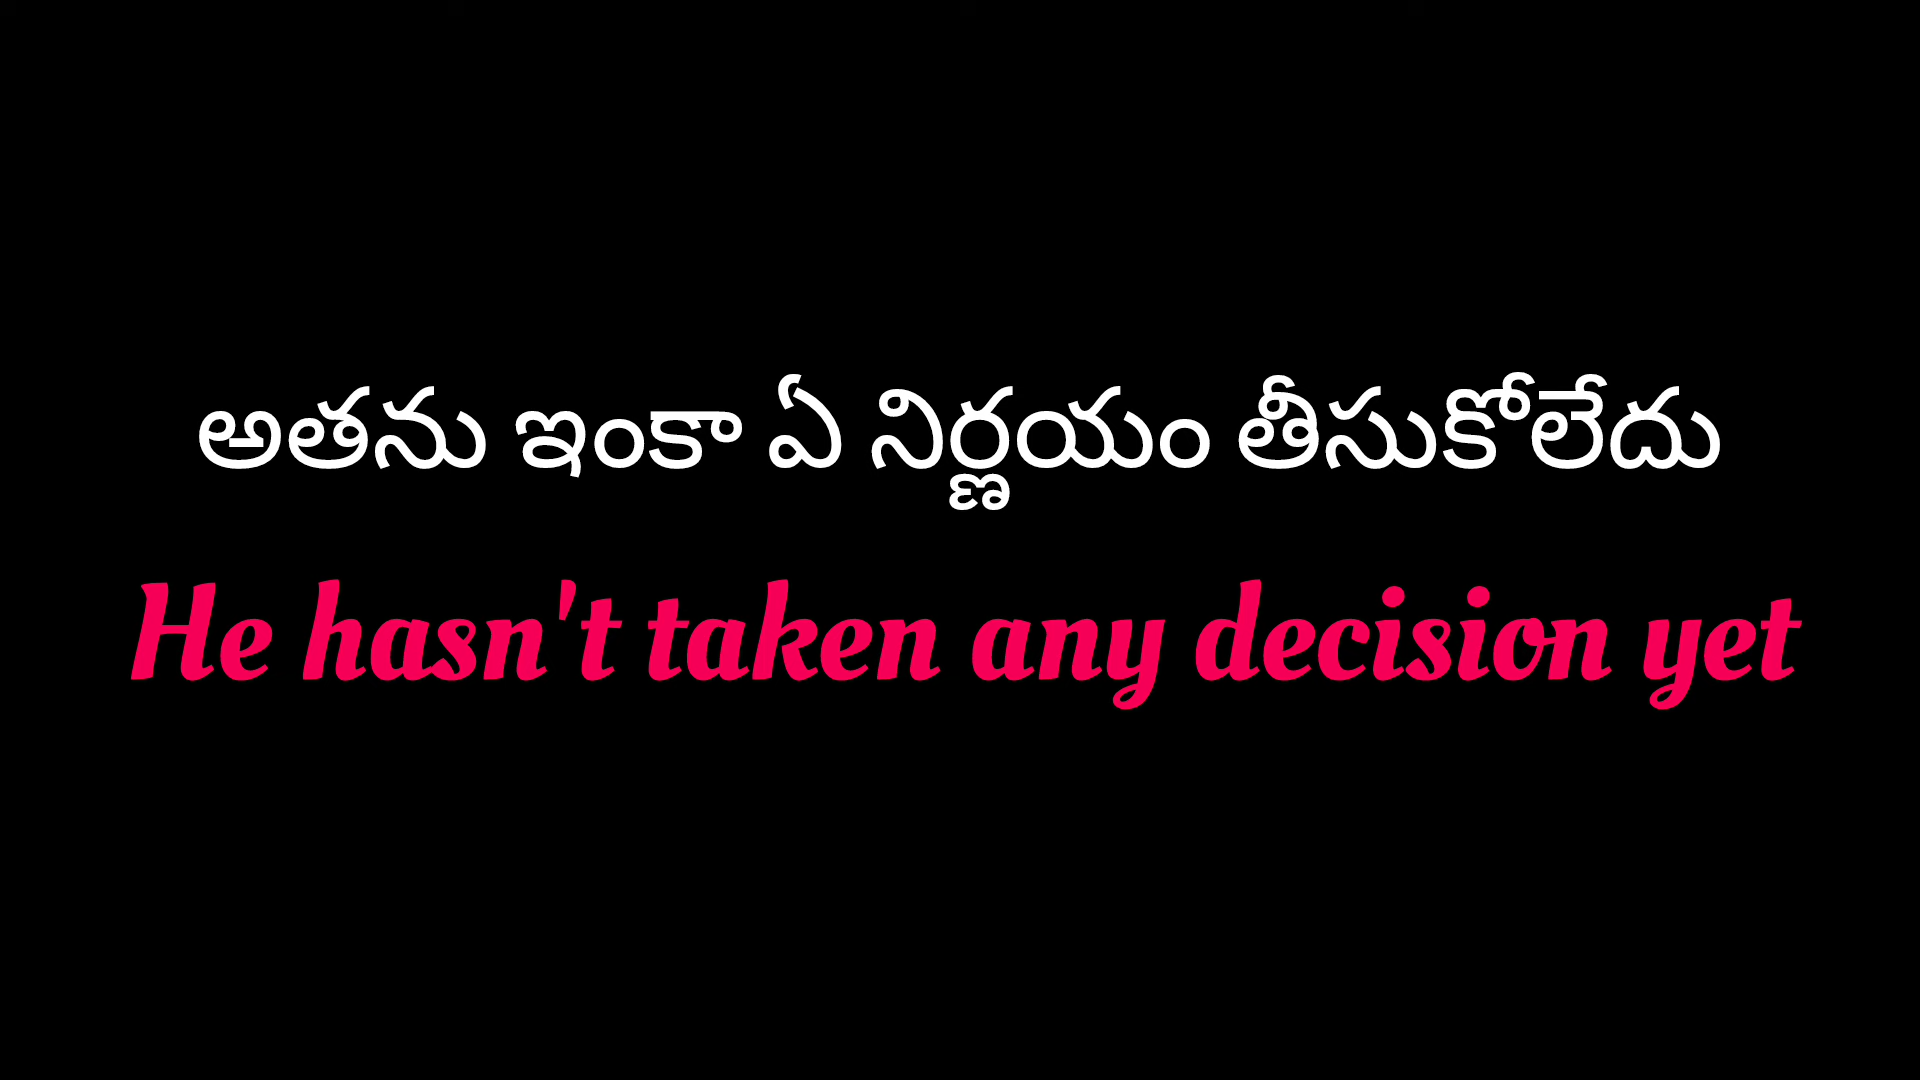 అతను ఇంకా ఏ నిర్ణయం తీసుకోలేదు
He hasn't taken any decision yet